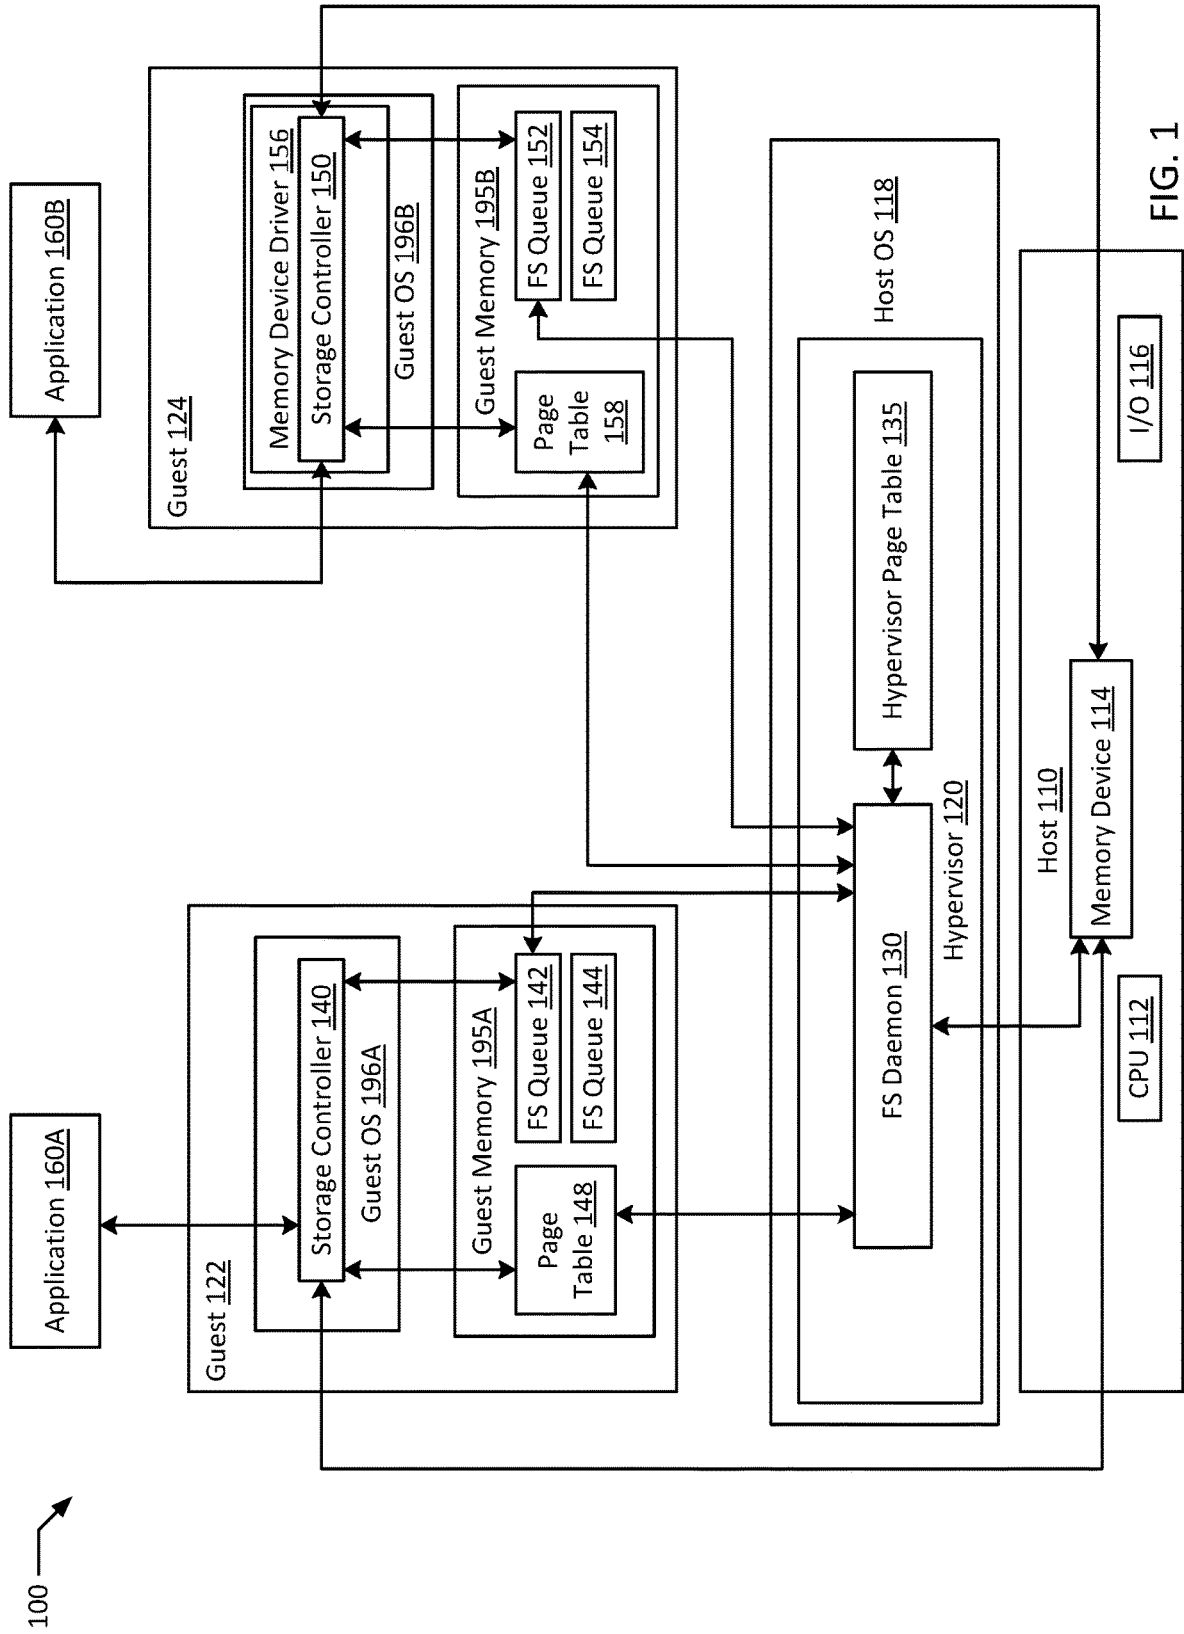 100
Application 160A
Application 160B
Guest 122
Storage Controller 140
Guest OS 196A
Guest Memory 195A
Page
Table 148
FS Queue 142
FS Queue 144
Guest 124
Memory Device Driver 156
Storage Controller 150
Guest OS 196B
Guest Memory 195B
Page
Table
158
FS Queue 152
FS Queue 154
Host OS 118
FS Daemon 130
Hypervisor Page Table 135
Hypervisor 120
Host 110
Memory Device 114
CPU 112
I/O 116
FIG. 1